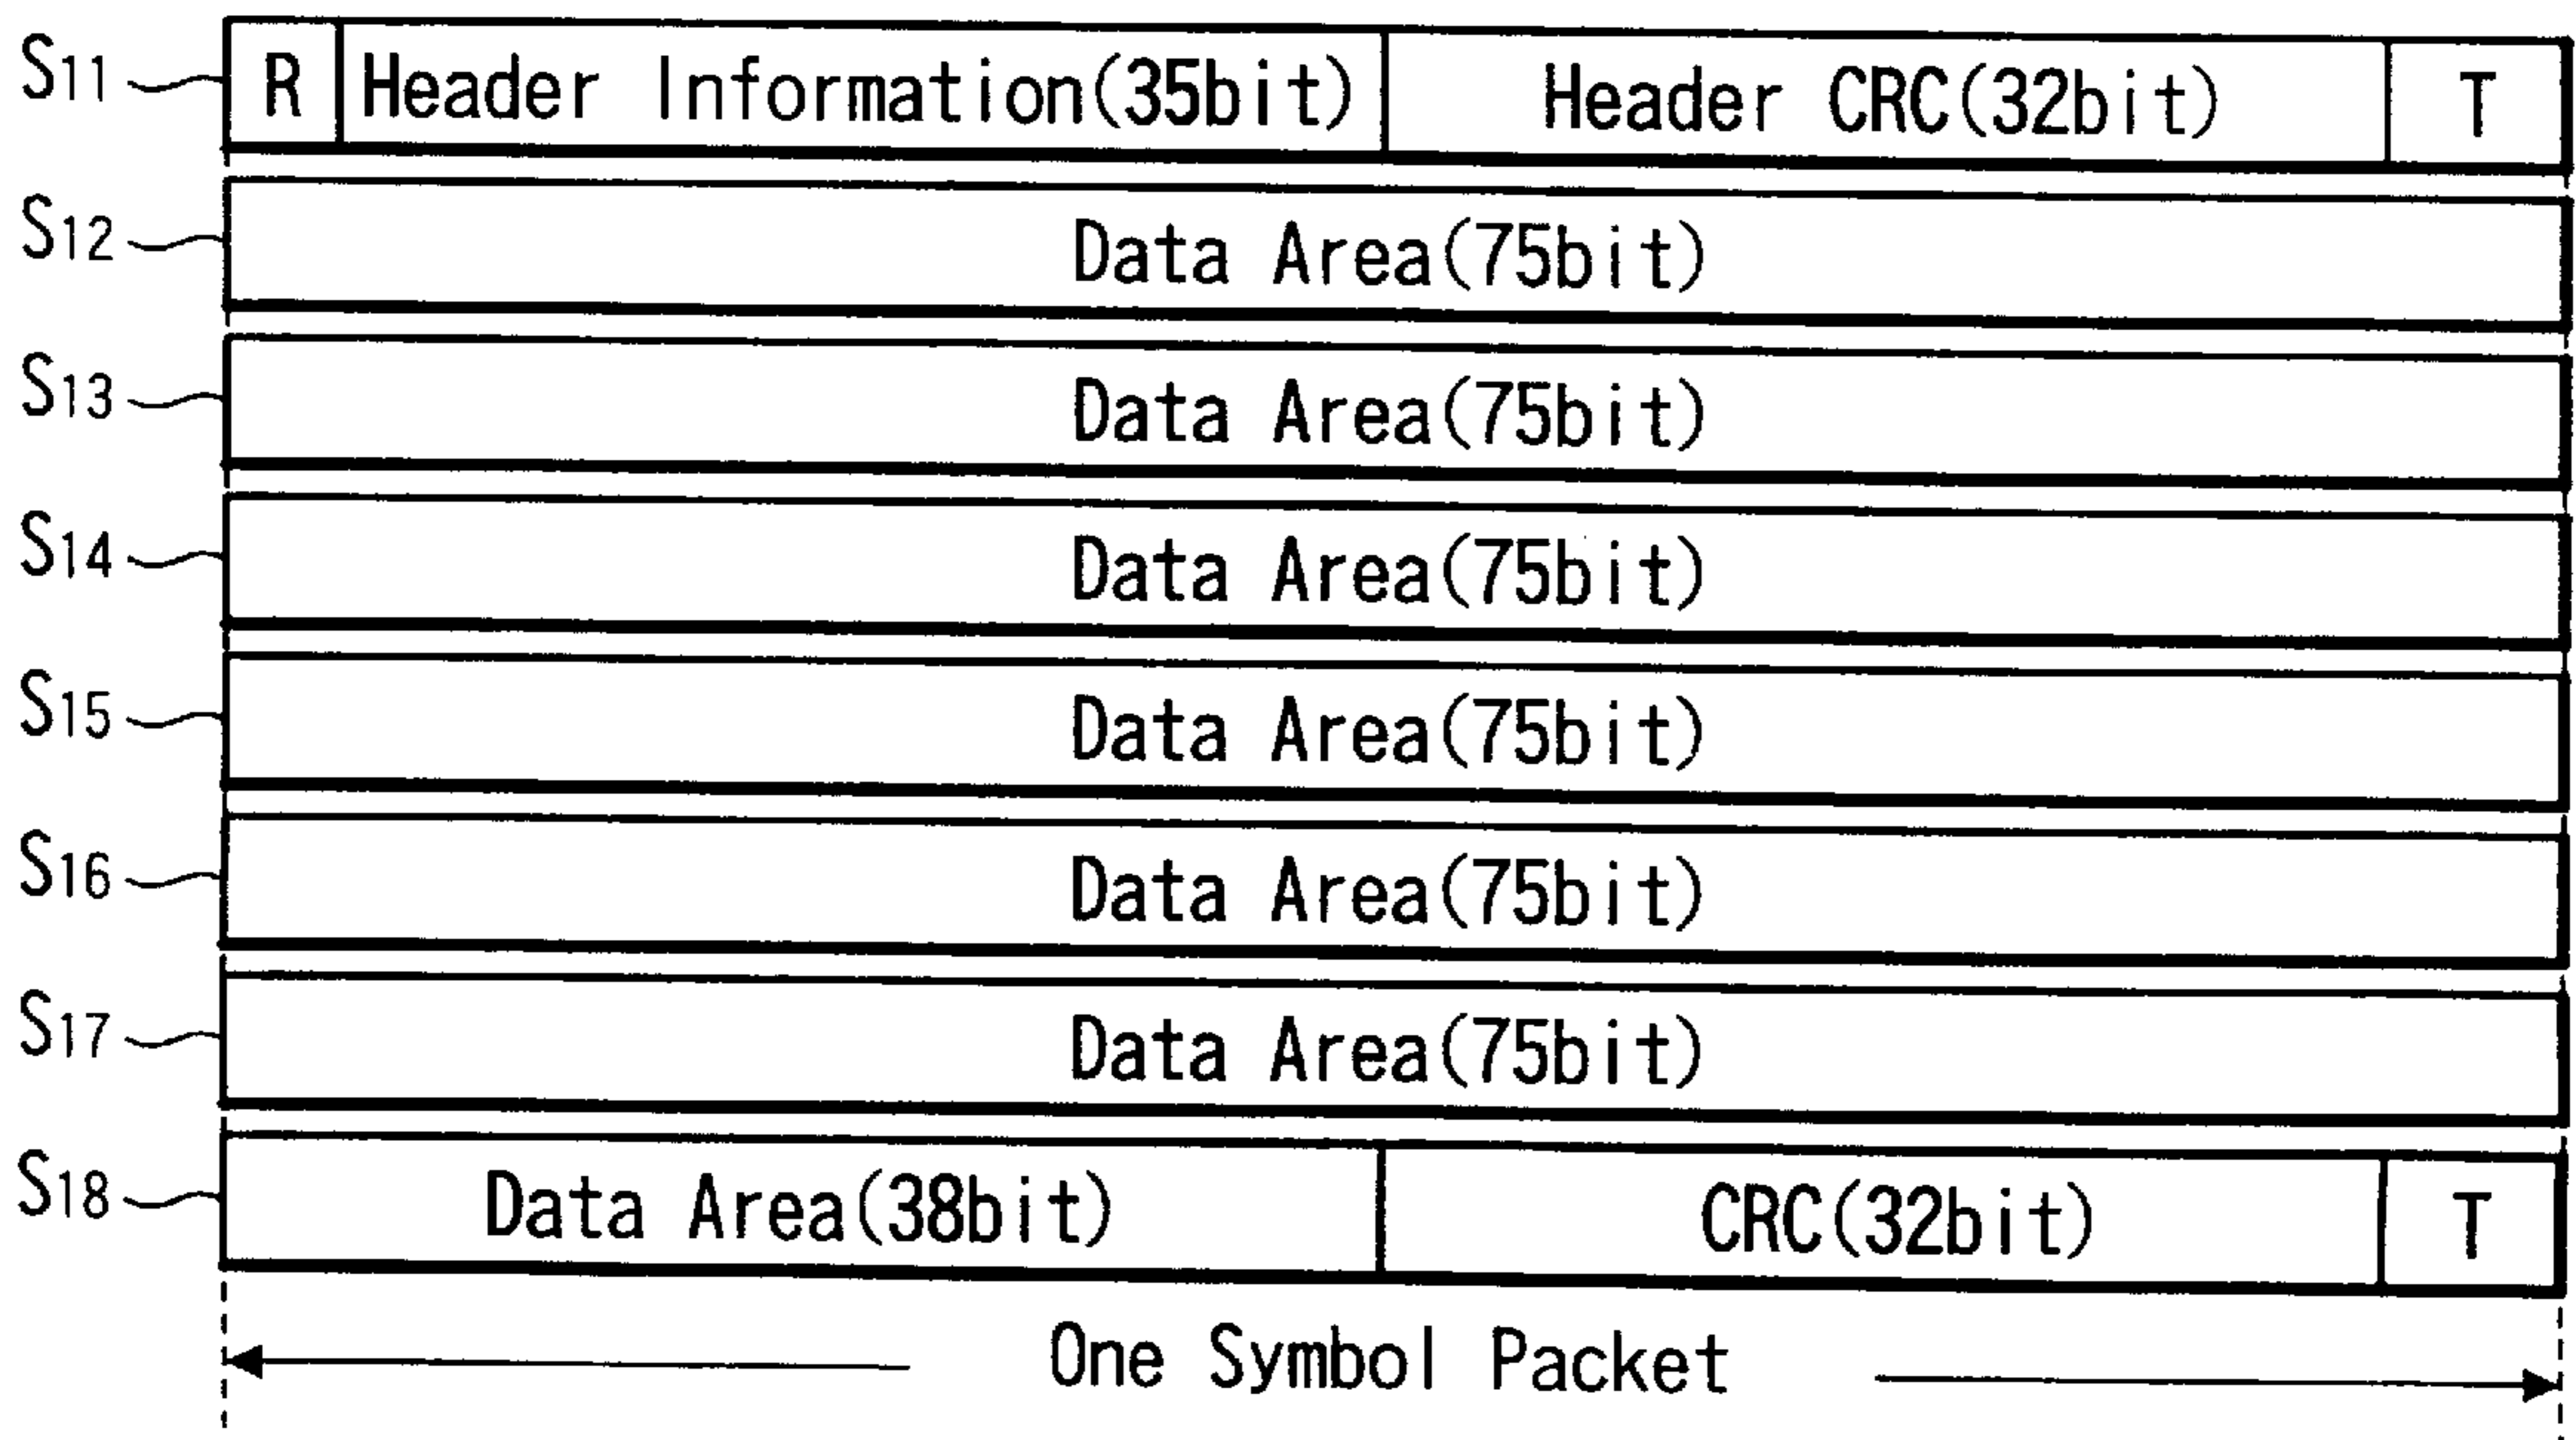 S11 R Header Information(35bit) Header CRC(32bit) T
S12 Data Area(75bit)
S13 Data Area(75bit)
S14 Data Area(75bit)
S15 Data Area(75bit)
S16 Data Area(75bit)
S17 Data Area(75bit)
S18 Data Area(38bit) CRC(32bit) T
One Symbol Packet